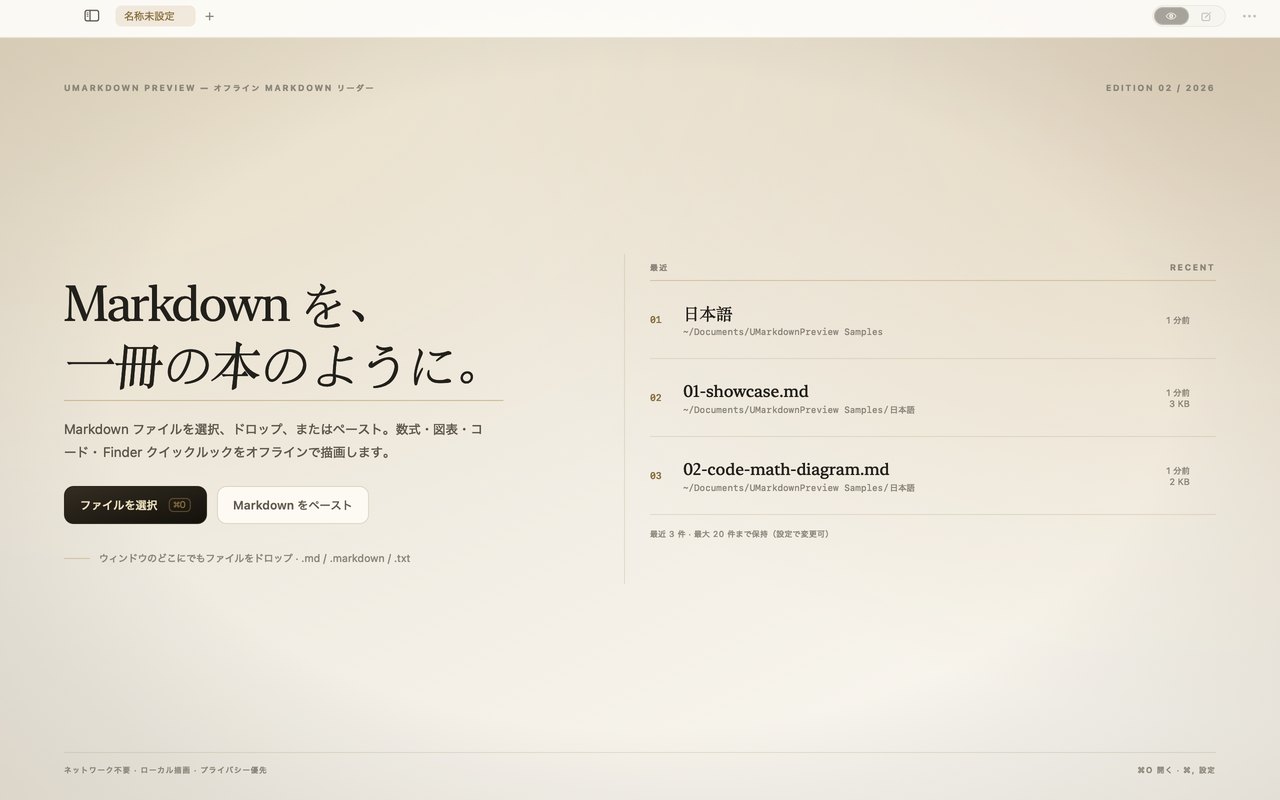 名称未設定
UMARKDOWN PREVIEW — オフライン MARKDOWN リーダー
EDITION 02 / 2026
Markdown を、
一冊の本のように。
Markdown ファイルを選択、ドロップ、またはペースト。数式・図表・コ
ード・Finder クイックルックをオフラインで描画します。
ファイルを選択 ⌘O
Markdown をペースト
ウィンドウのどこにでもファイルをドロップ · .md / .markdown / .txt
最近
RECENT
01
日本語
~/Documents/UMarkdownPreview Samples
1 分前
02
01-showcase.md
~/Documents/UMarkdownPreview Samples/日本語
1 分前
3 KB
03
02-code-math-diagram.md
~/Documents/UMarkdownPreview Samples/日本語
1 分前
2 KB
最近 3 件 · 最大 20 件まで保持（設定で変更可）
ネットワーク不要 · ローカル描画 · プライバシー優先
⌘O 開く · ⌘, 設定